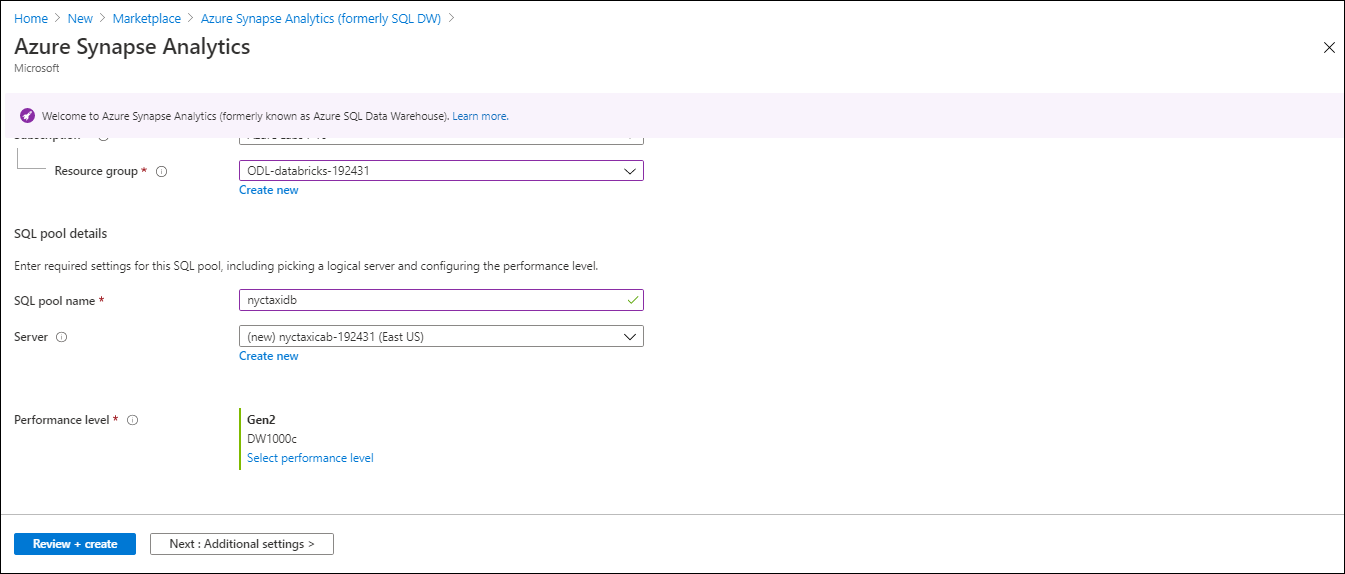 Home > New > Marketplace > Azure Synapse Analytics (formerly SQL DW) >
Azure Synapse Analytics
Microsoft
Welcome to Azure Synapse Analytics (formerly known as Azure SQL Data Warehouse). Learn more.
Resource group * ODL-databricks-192431
Create new
SQL pool details
Enter required settings for this SQL pool, including picking a logical server and configuring the performance level.
SQL pool name * nyctaxidb
Server (new) nyctaxicab-192431 (East US)
Create new
Performance level * Gen2
DW1000c
Select performance level
Review + create Next : Additional settings >